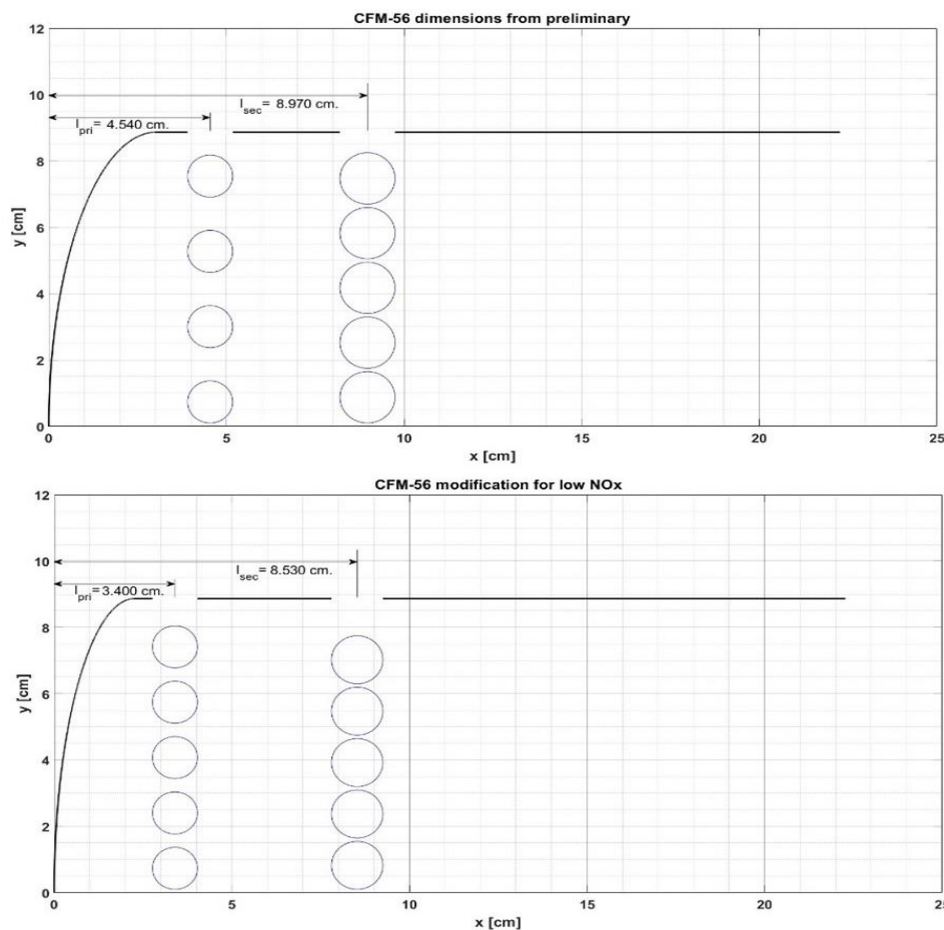 CFM-56 dimensions from preliminary
12
10
8
6
4
2
0
y [cm]
l_sec= 8.970 cm.
l_pri= 4.540 cm.
0 5 10 15 20 25
x [cm]
CFM-56 modification for low NOx
12
10
8
6
4
2
0
y [cm]
l_sec= 8.530 cm.
l_pri= 3.400 cm.
0 5 10 15 20 25
x [cm]